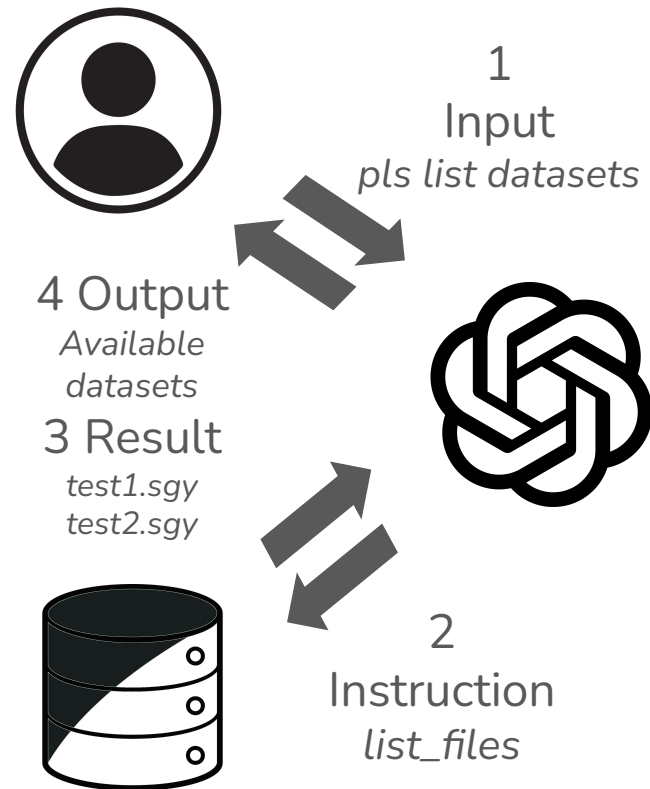 1
Input
pls list datasets
4 Output
Available
datasets
3 Result
test1.sgy
test2.sgy
2
Instruction
list_files